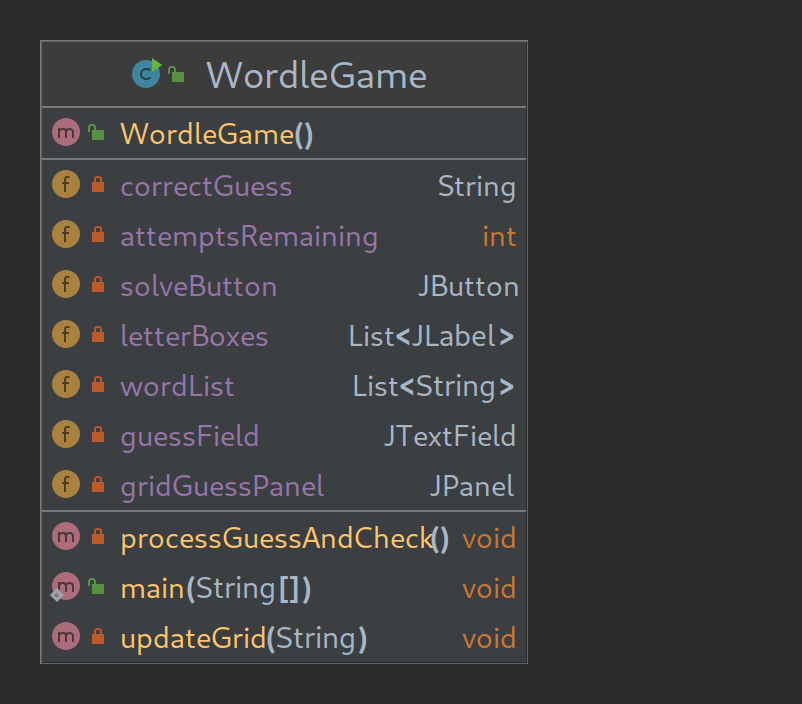 C WordleGame
m WordleGame()
f correctGuess String
f attemptsRemaining int
f solveButton JButton
f letterBoxes List<JLabel>
f wordList List<String>
f guessField JTextField
f gridGuessPanel JPanel
m processGuessAndCheck() void
m main(String[]) void
m updateGrid(String) void